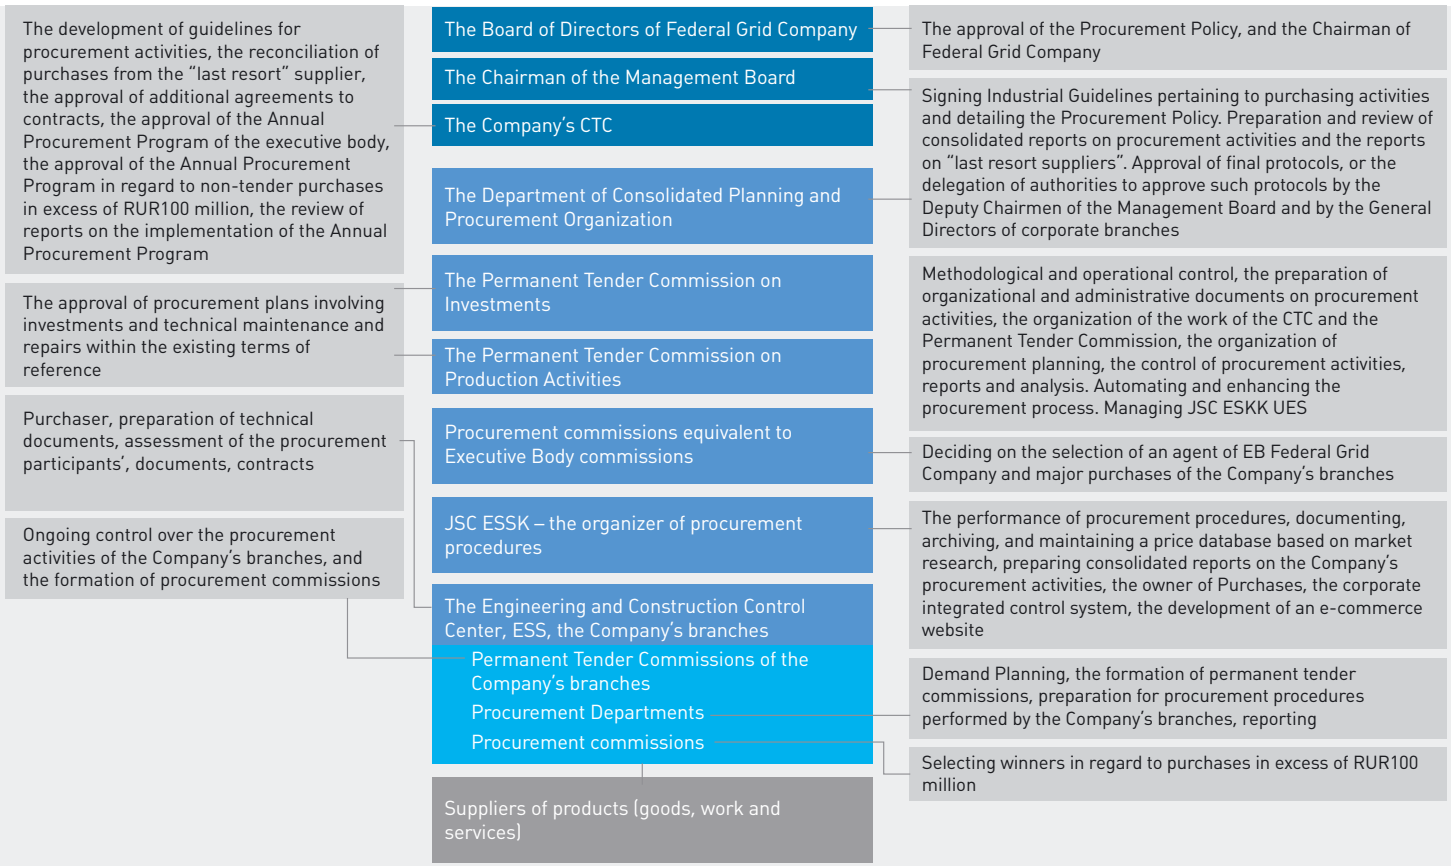 The development of guidelines for
procurement activities, the reconciliation of
purchases from the “last resort” supplier,
the approval of additional agreements to
contracts, the approval of the Annual
Procurement Program of the executive body,
the approval of the Annual Procurement
Program in regard to non-tender purchases
in excess of RUR100 million, the review of
reports on the implementation of the Annual
Procurement Program
The approval of procurement plans involving
investments and technical maintenance and
repairs within the existing terms of
reference
Purchaser, preparation of technical
documents, assessment of the procurement
participants’, documents, contracts
Ongoing control over the procurement
activities of the Company’s branches, and
the formation of procurement commissions
The Board of Directors of Federal Grid Company
The Chairman of the Management Board
The Company’s CTC
The Department of Consolidated Planning and
Procurement Organization
The Permanent Tender Commission on
Investments
The Permanent Tender Commission on
Production Activities
Procurement commissions equivalent to
Executive Body commissions
JSC ESSK – the organizer of procurement
procedures
The Engineering and Construction Control
Center, ESS, the Company’s branches
Permanent Tender Commissions of the
Company’s branches
Procurement Departments
Procurement commissions
Suppliers of products (goods, work and
services)
The approval of the Procurement Policy, and the Chairman of
Federal Grid Company
Signing Industrial Guidelines pertaining to purchasing activities
and detailing the Procurement Policy. Preparation and review of
consolidated reports on procurement activities and the reports
on “last resort suppliers”. Approval of final protocols, or the
delegation of authorities to approve such protocols by the
Deputy Chairmen of the Management Board and by the General
Directors of corporate branches
Methodological and operational control, the preparation of
organizational and administrative documents on procurement
activities, the organization of the work of the CTC and the
Permanent Tender Commission, the organization of
procurement planning, the control of procurement activities,
reports and analysis. Automating and enhancing the
procurement process. Managing JSC ESKK UES
Deciding on the selection of an agent of EB Federal Grid
Company and major purchases of the Company’s branches
The performance of procurement procedures, documenting,
archiving, and maintaining a price database based on market
research, preparing consolidated reports on the Company’s
procurement activities, the owner of Purchases, the corporate
integrated control system, the development of an e-commerce
website
Demand Planning, the formation of permanent tender
commissions, preparation for procurement procedures
performed by the Company’s branches, reporting
Selecting winners in regard to purchases in excess of RUR100
million